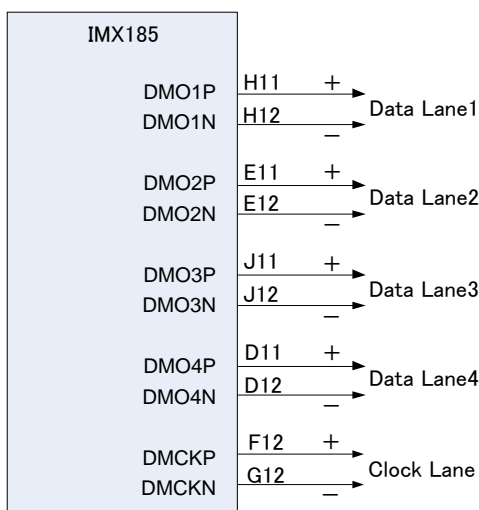 IMX185
DMO1P H11 +
Data Lane1
DMO1N H12 −
DMO2P E11 +
Data Lane2
DMO2N E12 −
DMO3P J11 +
Data Lane3
DMO3N J12 −
DMO4P D11 +
Data Lane4
DMO4N D12 −
DMCKP F12 +
Clock Lane
DMCKN G12 −